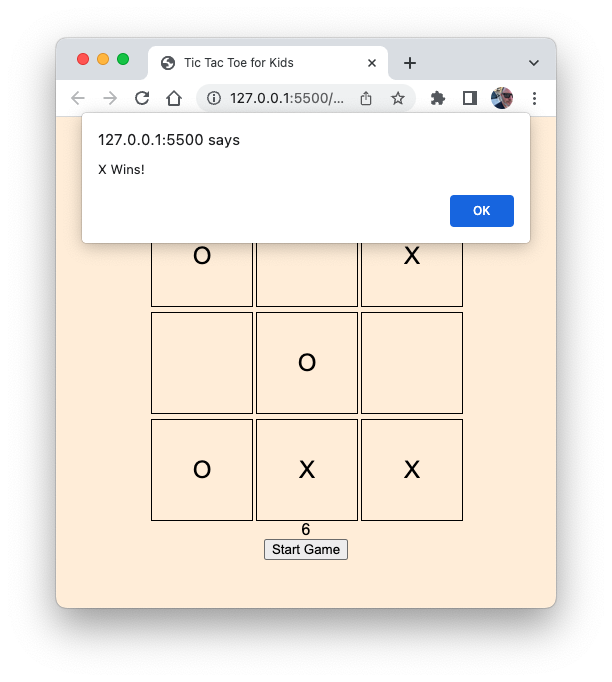 Tic Tac Toe for Kids
127.0.0.1:5500/...
127.0.0.1:5500 says
X Wins!
OK
O X
O
O X X
6
Start Game